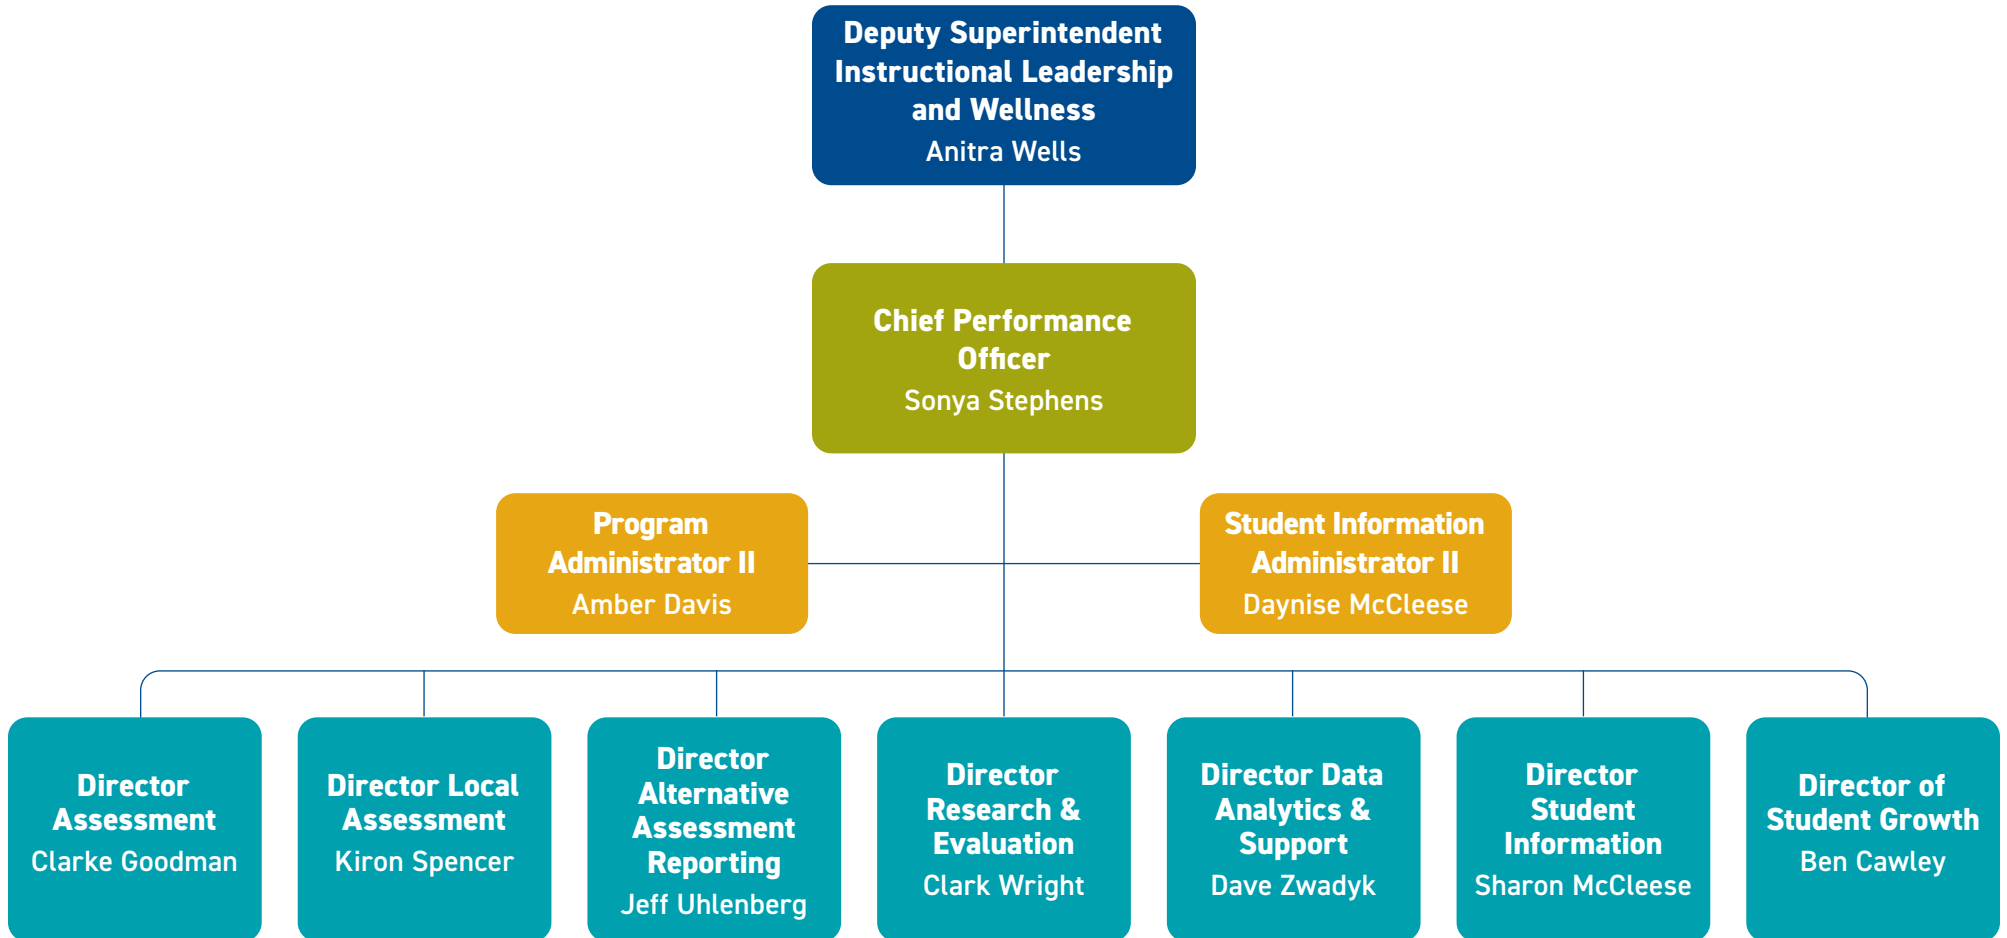 Deputy Superintendent
Instructional Leadership
and Wellness
Anitra Wells
Chief Performance
Officer
Sonya Stephens
Program
Administrator II
Amber Davis
Student Information
Administrator II
Daynise McCleese
Director
Assessment
Clarke Goodman
Director Local
Assessment
Kiron Spencer
Director
Alternative
Assessment
Reporting
Jeff Uhlenberg
Director
Research &
Evaluation
Clark Wright
Director Data
Analytics &
Support
Dave Zwadyk
Director
Student
Information
Sharon McCleese
Director of
Student Growth
Ben Cawley